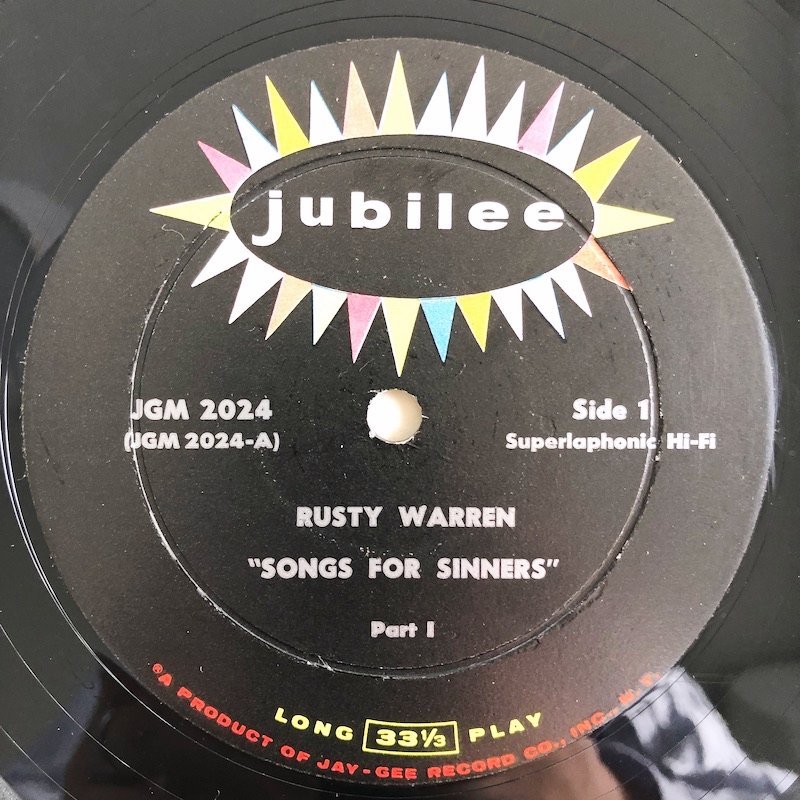 jubilee
JGM 2024
(JGM 2024-A)
Side 1
Superlaphonic Hi-Fi
RUSTY WARREN
"SONGS FOR SINNERS"
Part I
LONG 33⅓ PLAY
®A PRODUCT OF JAY-GEE RECORD CO., INC., N. Y.